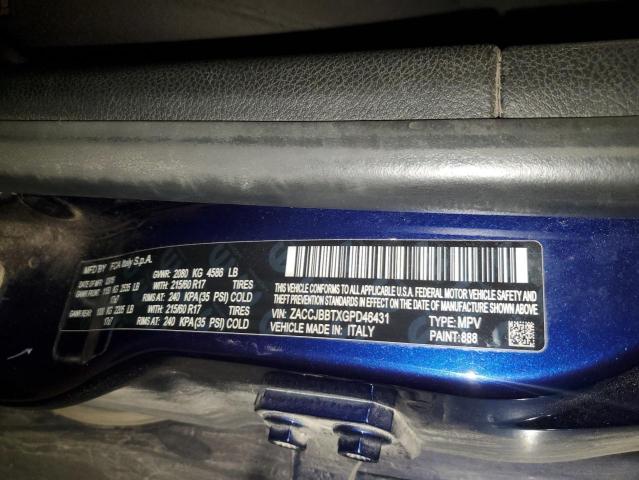 MFD BY FCA Italy S.p.A.
GVWR: 2080 KG 4586 LB
WITH 215/60 R17 TIRES
RIMS AT: 240 KPA(35 PSI) COLD
WITH: 215/60 R17 TIRES
RIMS AT: 240 KPA(35 PSI) COLD
THIS VEHICLE CONFORMS TO ALL APPLICABLE U.S.A. FEDERAL MOTOR VEHICLE SAFETY
AND THEFT PREVENTION STANDARDS IN EFFECT ON THE DATE OF MANUFACTURE SHOWN ABOVE
VIN: ZACCJBBTXGPD46431 TYPE: MPV
VEHICLE MADE IN: ITALY PAINT: 888